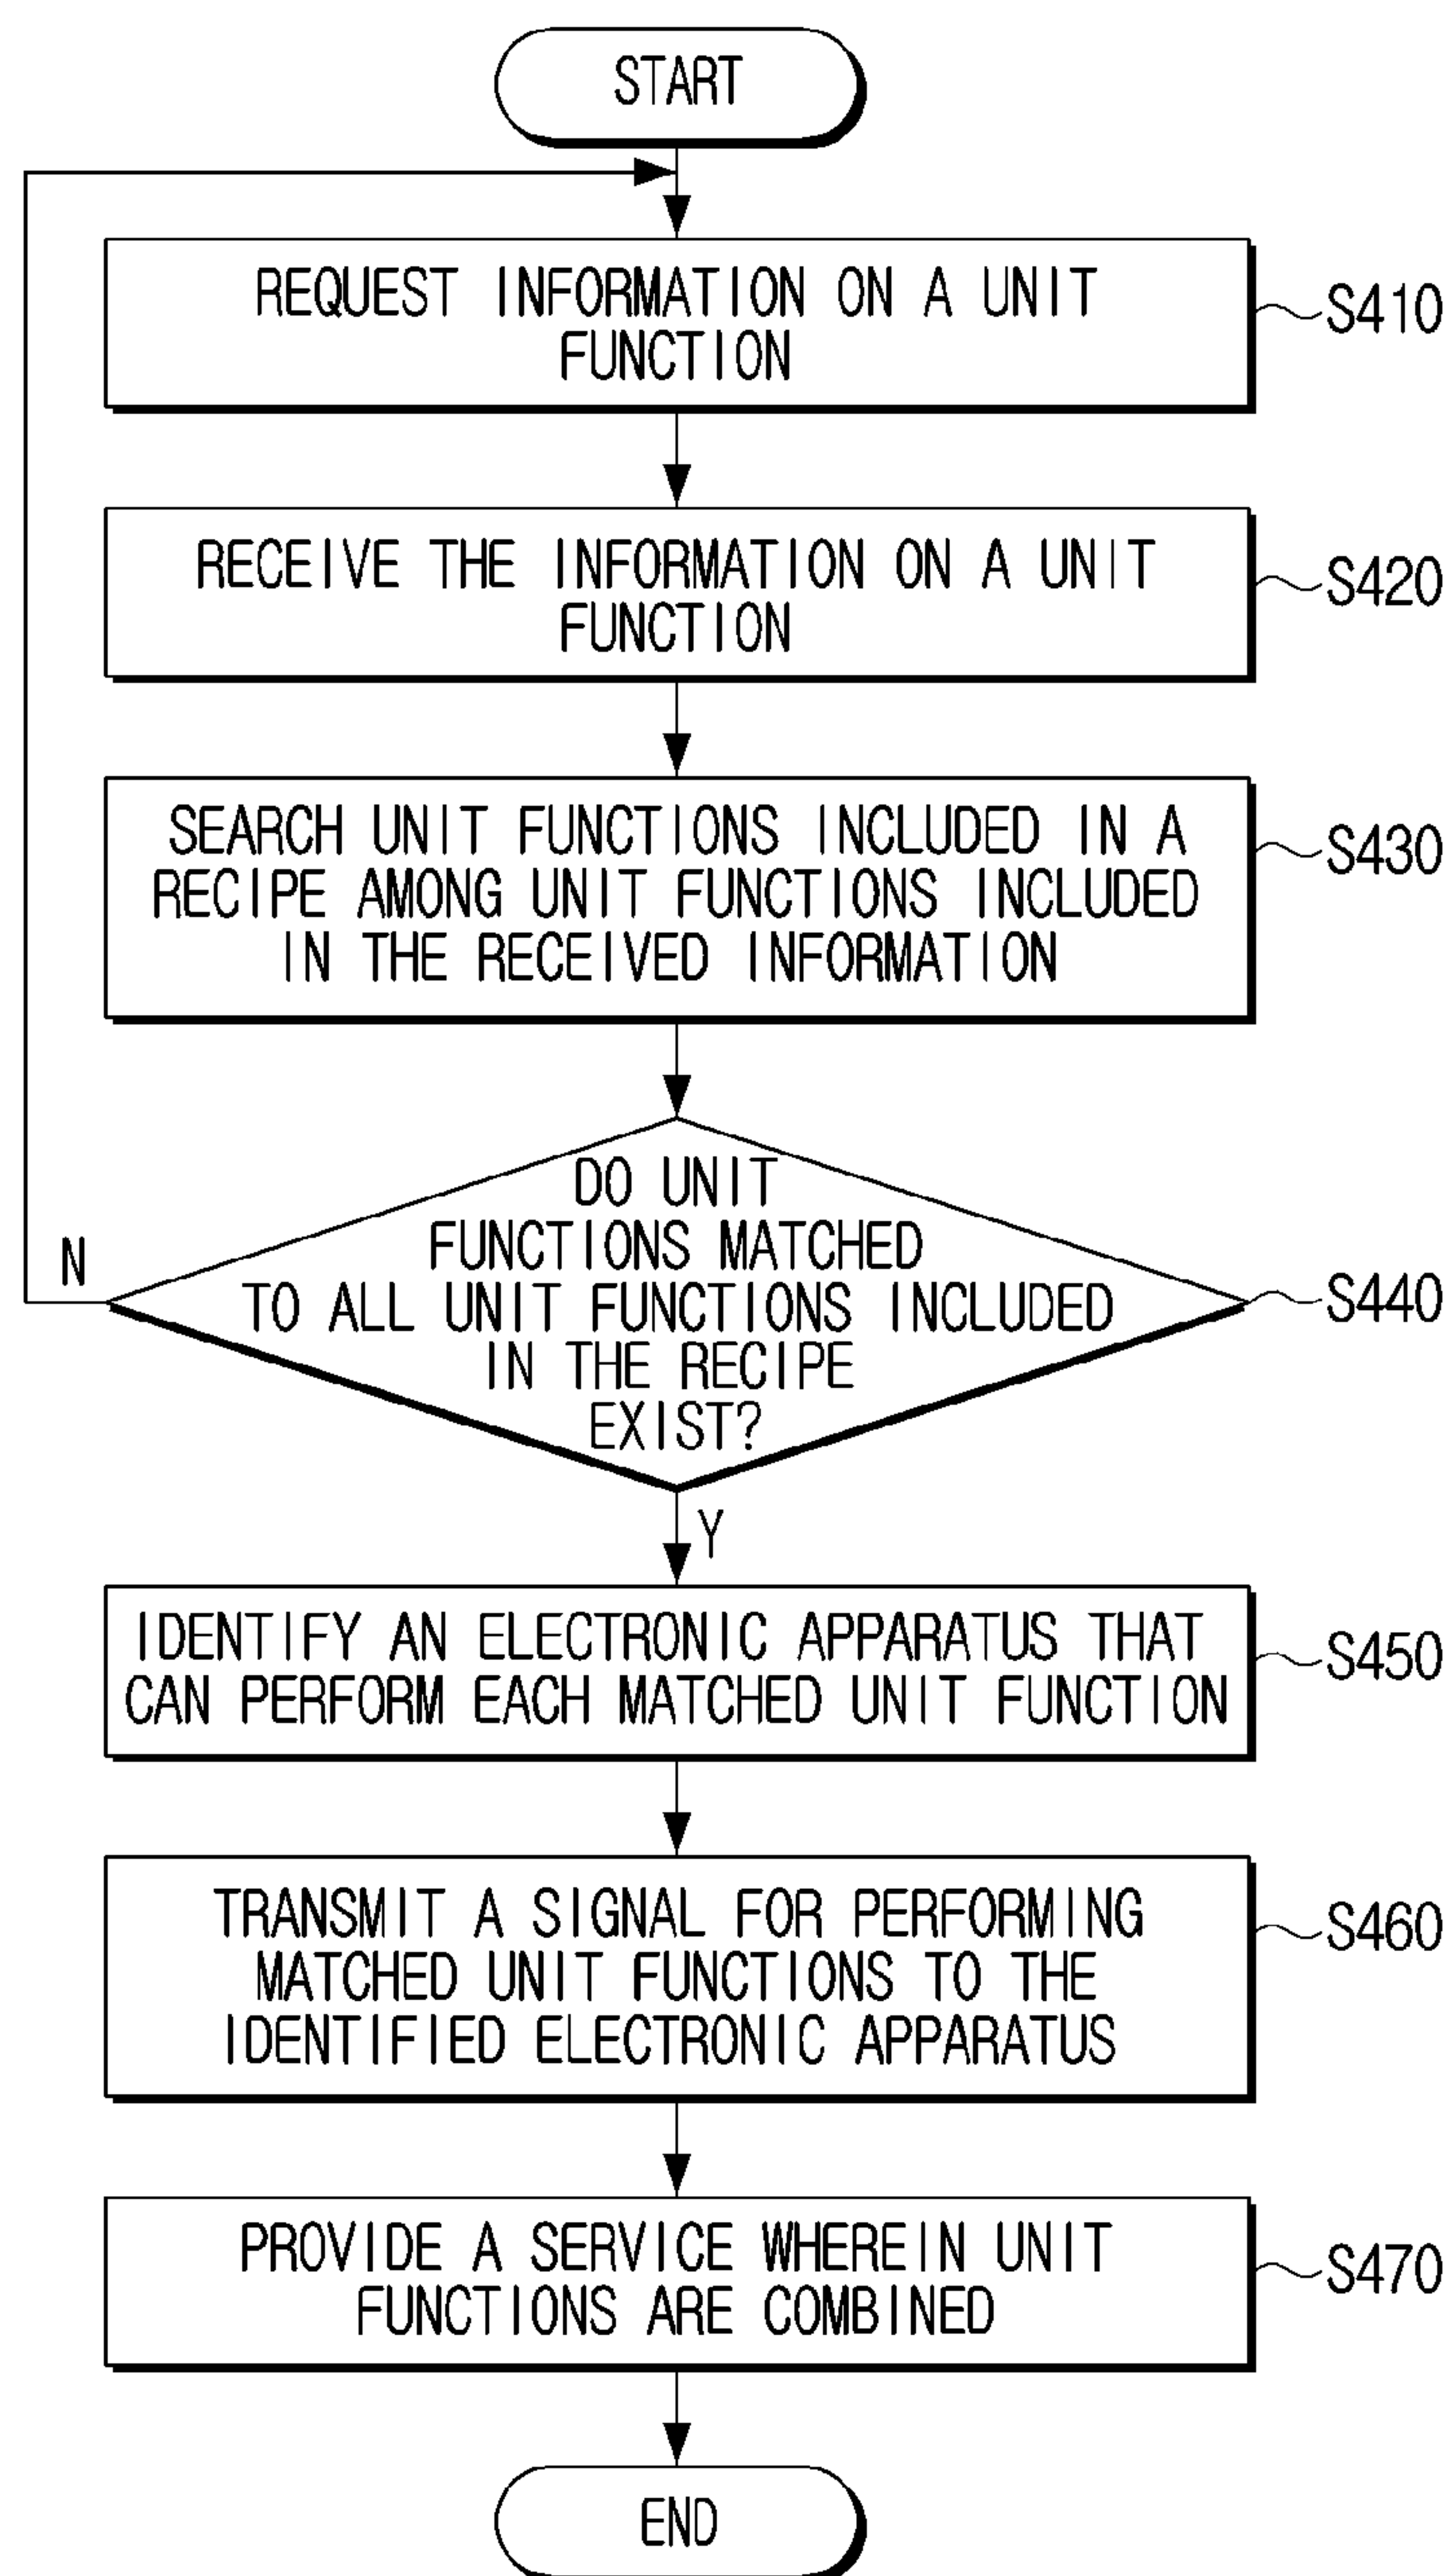 START
REQUEST INFORMATION ON A UNIT
FUNCTION
S410
RECEIVE THE INFORMATION ON A UNIT
FUNCTION
S420
SEARCH UNIT FUNCTIONS INCLUDED IN A
RECIPE AMONG UNIT FUNCTIONS INCLUDED
IN THE RECEIVED INFORMATION
S430
DO UNIT
FUNCTIONS MATCHED
TO ALL UNIT FUNCTIONS INCLUDED
IN THE RECIPE
EXIST?
S440
N
Y
IDENTIFY AN ELECTRONIC APPARATUS THAT
CAN PERFORM EACH MATCHED UNIT FUNCTION
S450
TRANSMIT A SIGNAL FOR PERFORMING
MATCHED UNIT FUNCTIONS TO THE
IDENTIFIED ELECTRONIC APPARATUS
S460
PROVIDE A SERVICE WHEREIN UNIT
FUNCTIONS ARE COMBINED
S470
END